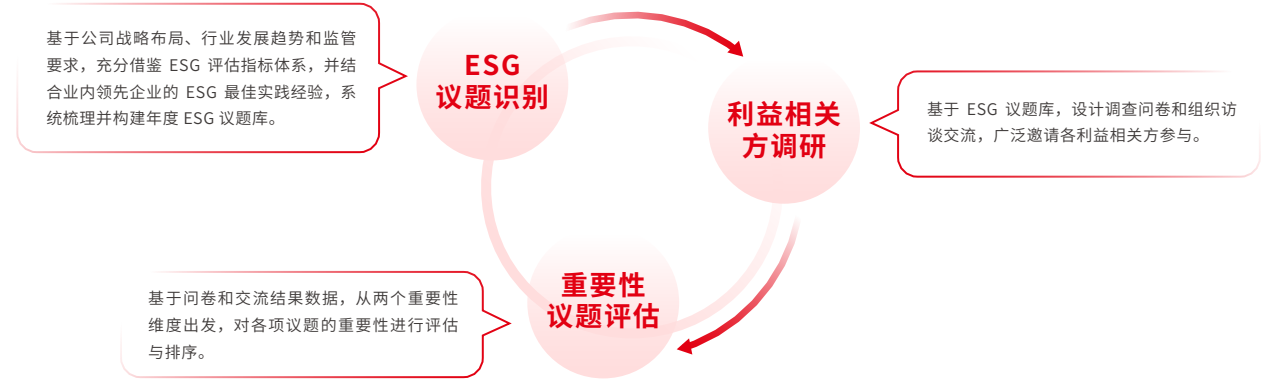 基于公司战略布局、行业发展趋势和监管
要求，充分借鉴 ESG 评估指标体系，并结
合业内领先企业的 ESG 最佳实践经验，系
统梳理并构建年度 ESG 议题库。
ESG
议题识别
利益相关
方调研
基于 ESG 议题库，设计调查问卷和组织访
谈交流，广泛邀请各利益相关方参与。
重要性
议题评估
基于问卷和交流结果数据，从两个重要性
维度出发，对各项议题的重要性进行评估
与排序。